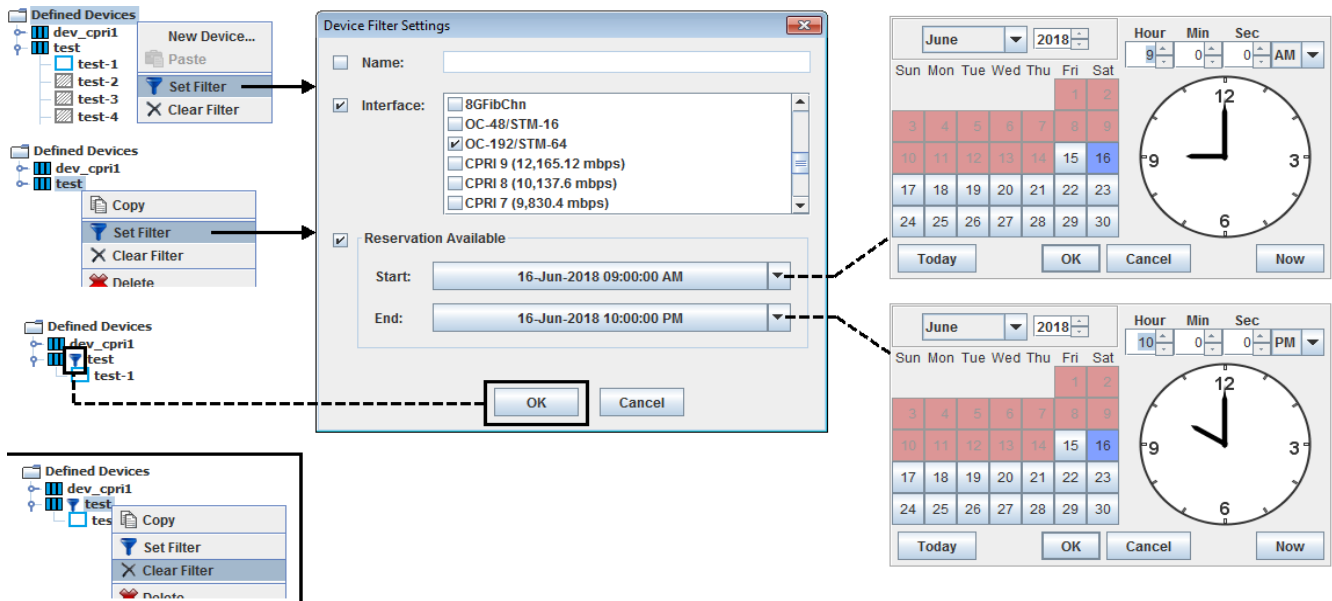 Defined Devices
dev_cpri1
test
test-1
test-2
test-3
test-4
New Device...
Paste
Set Filter
Clear Filter
Defined Devices
dev_cpri1
test
Copy
Set Filter
Clear Filter
Delete
Defined Devices
dev_cpri1
test
test-1
Defined Devices
dev_cpri1
test
tes
Copy
Set Filter
Clear Filter
Delete
Device Filter Settings
Name:
Interface:
8GFibChn
OC-48/STM-16
OC-192/STM-64
CPRI 9 (12,165.12 mbps)
CPRI 8 (10,137.6 mbps)
CPRI 7 (9,830.4 mbps)
Reservation Available
Start: 16-Jun-2018 09:00:00 AM
End: 16-Jun-2018 10:00:00 PM
OK Cancel
June 2018
Sun Mon Tue Wed Thu Fri Sat
1 2
3 4 5 6 7 8 9
10 11 12 13 14 15 16
17 18 19 20 21 22 23
24 25 26 27 28 29 30
Hour Min Sec
9 0 0 AM
12
9 3
6
Today OK Cancel Now
June 2018
Sun Mon Tue Wed Thu Fri Sat
1 2
3 4 5 6 7 8 9
10 11 12 13 14 15 16
17 18 19 20 21 22 23
24 25 26 27 28 29 30
Hour Min Sec
10 0 0 PM
12
9 3
6
Today OK Cancel Now